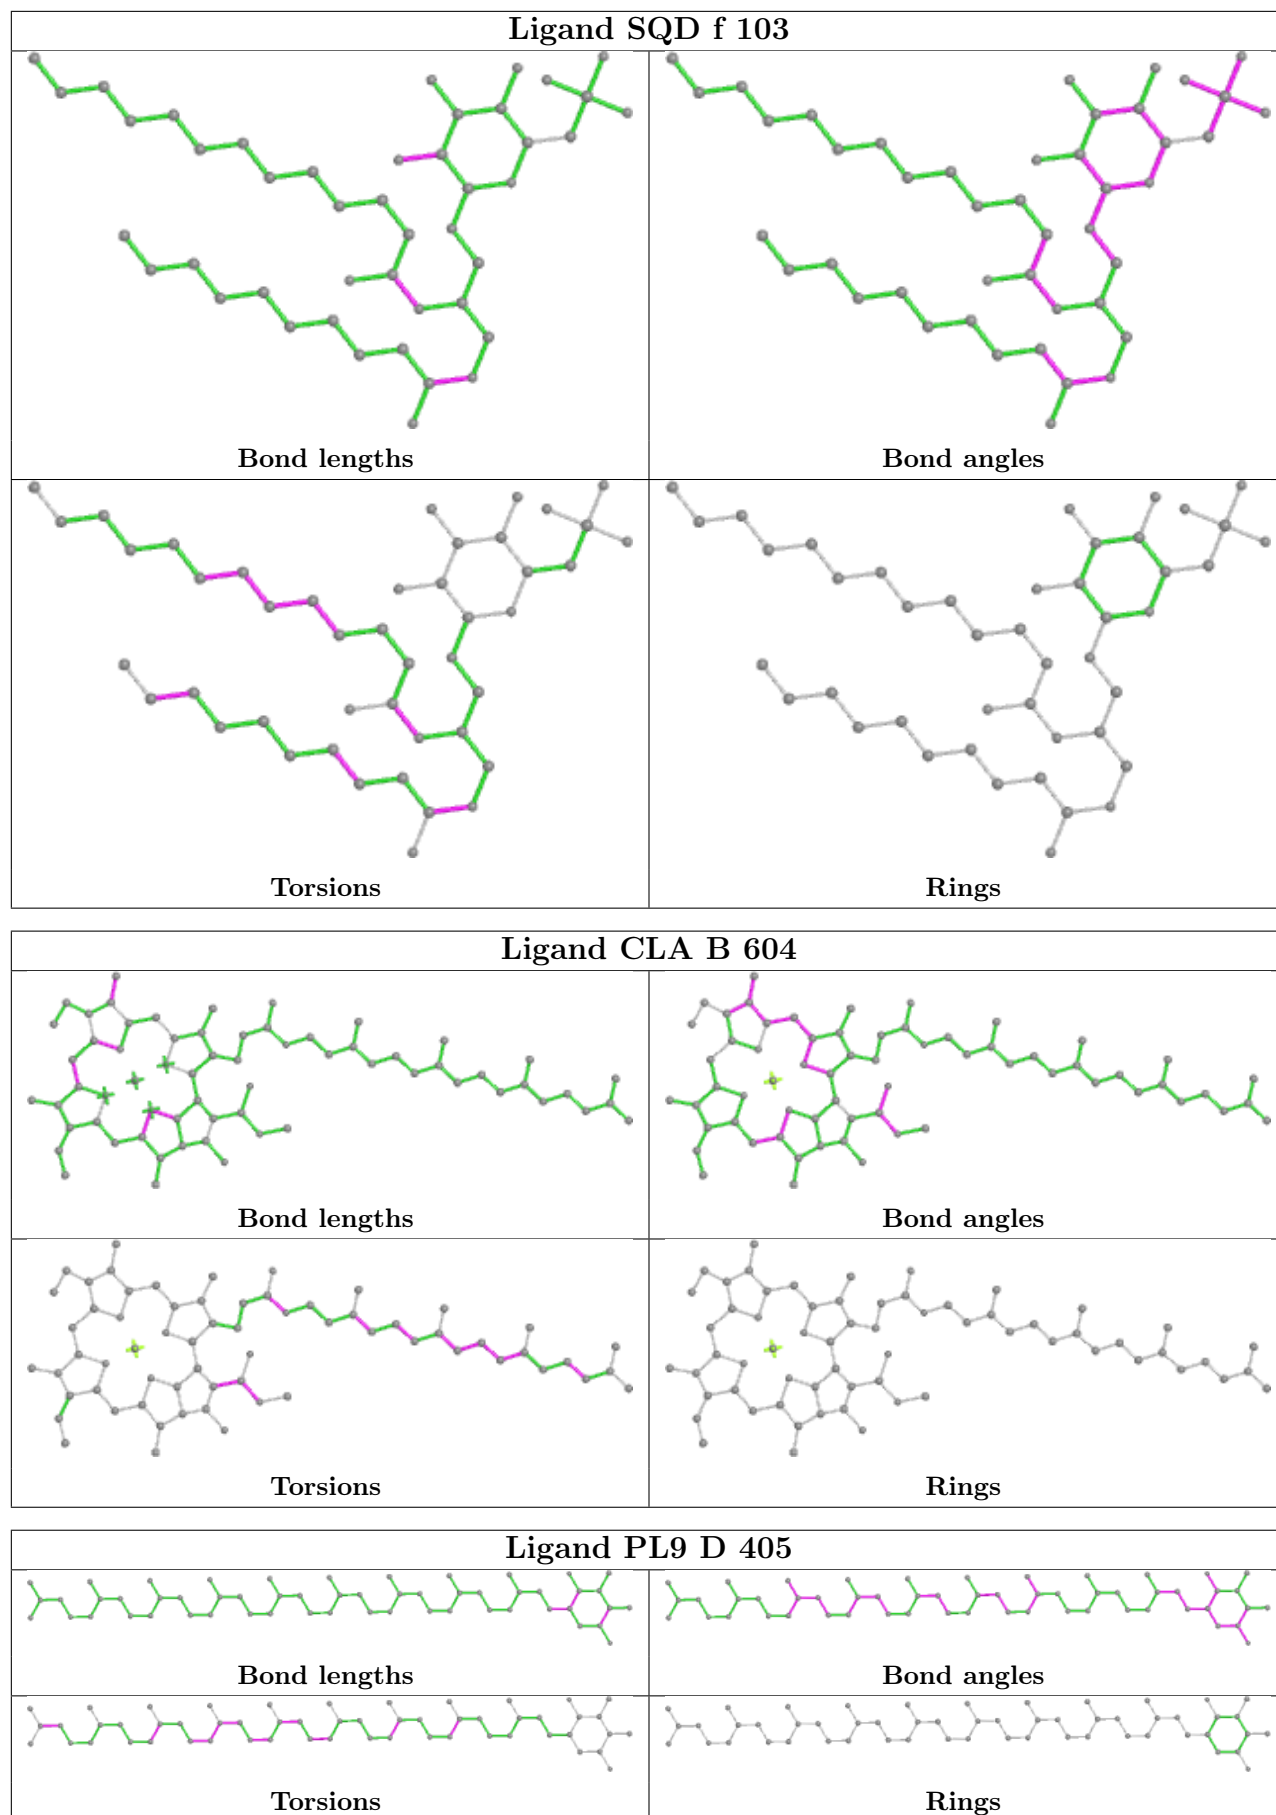 Ligand SQD f 103
Bond lengths
Bond angles
Torsions
Rings
Ligand CLA B 604
Bond lengths
Bond angles
Torsions
Rings
Ligand PL9 D 405
Bond lengths
Bond angles
Torsions
Rings